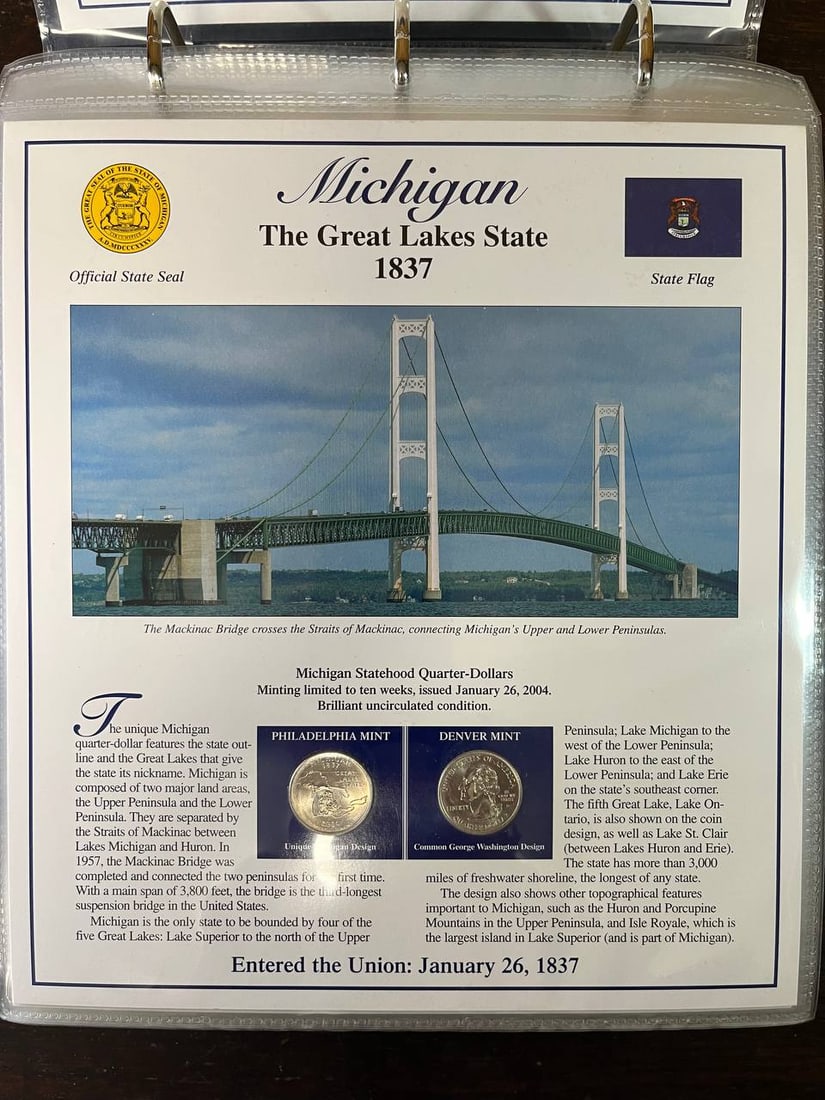 Michigan
The Great Lakes State
1837
THE GREAT SEAL OF THE STATE OF MICHIGAN
A.D. MDCCCXXXV.
Official State Seal
State Flag
The Mackinac Bridge crosses the Straits of Mackinac, connecting Michigan's Upper and Lower Peninsulas.
Michigan Statehood Quarter-Dollars
Minting limited to ten weeks, issued January 26, 2004.
Brilliant uncirculated condition.
The unique Michigan
quarter-dollar features the state out-
line and the Great Lakes that give
the state its nickname. Michigan is
composed of two major land areas,
the Upper Peninsula and the Lower
Peninsula. They are separated by
the Straits of Mackinac between
Lakes Michigan and Huron. In
1957, the Mackinac Bridge was
completed and connected the two peninsulas for first time.
With a main span of 3,800 feet, the bridge is the third-longest
suspension bridge in the United States.
Michigan is the only state to be bounded by four of the
five Great Lakes: Lake Superior to the north of the Upper
PHILADELPHIA MINT
1837
Unique Design
DENVER MINT
LIBERTY
Common George Washington Design
Peninsula; Lake Michigan to the
west of the Lower Peninsula;
Lake Huron to the east of the
Lower Peninsula; and Lake Erie
on the state's southeast corner.
The fifth Great Lake, Lake On-
tario, is also shown on the coin
design, as well as Lake St. Clair
(between Lakes Huron and Erie).
The state has more than 3,000
miles of freshwater shoreline, the longest of any state.
The design also shows other topographical features
important to Michigan, such as the Huron and Porcupine
Mountains in the Upper Peninsula, and Isle Royale, which is
the largest island in Lake Superior (and is part of Michigan).
Entered the Union: January 26, 1837